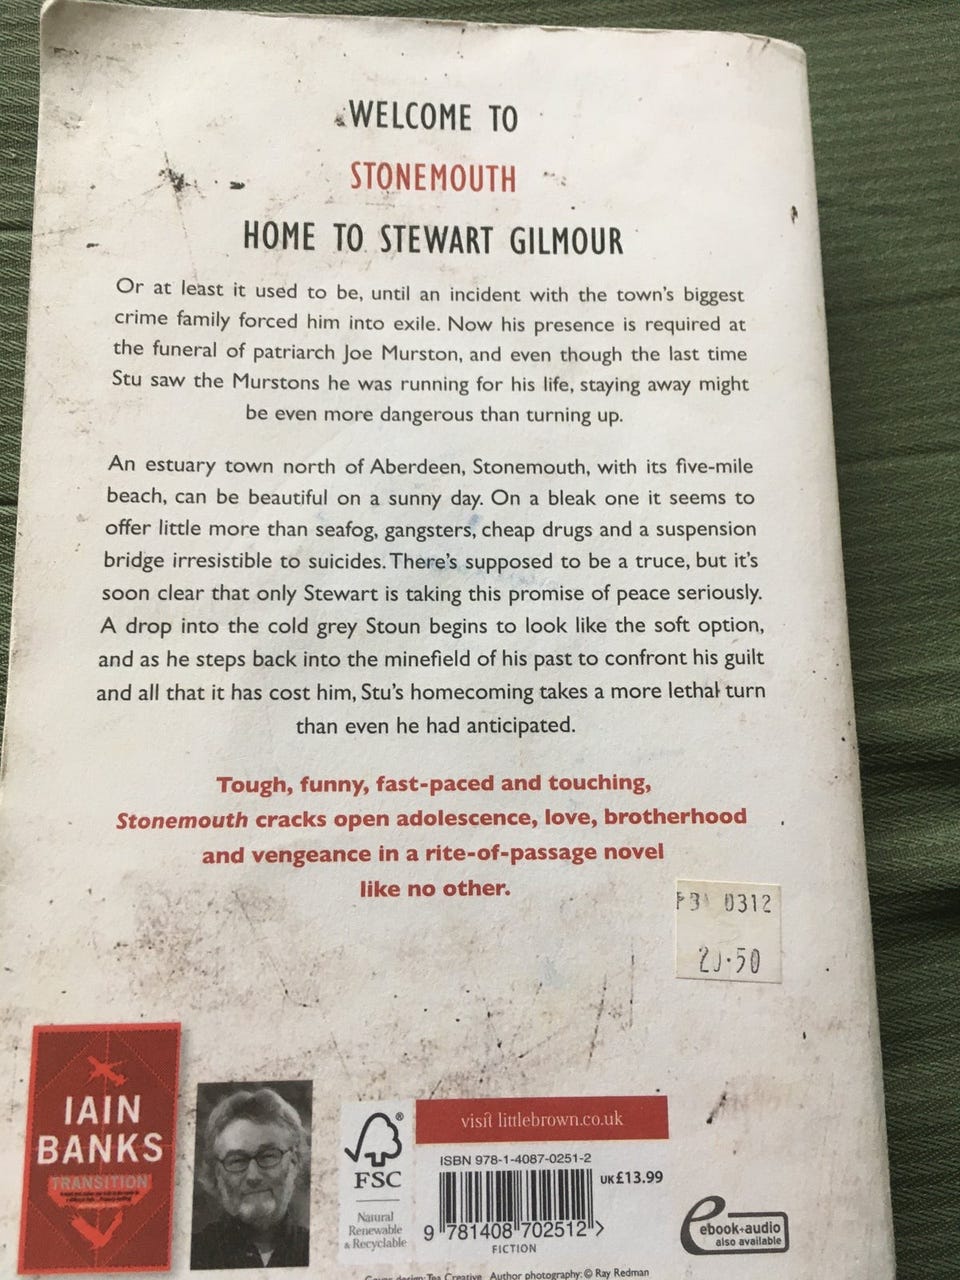 WELCOME TO
STONEMOUTH
HOME TO STEWART GILMOUR
Or at least it used to be, until an incident with the town's biggest
crime family forced him into exile. Now his presence is required at
the funeral of patriarch Joe Murston, and even though the last time
Stu saw the Murstons he was running for his life, staying away might
be even more dangerous than turning up.
An estuary town north of Aberdeen, Stonemouth, with its five-mile
beach, can be beautiful on a sunny day. On a bleak one it seems to
offer little more than seafog, gangsters, cheap drugs and a suspension
bridge irresistible to suicides. There's supposed to be a truce, but it's
soon clear that only Stewart is taking this promise of peace seriously.
A drop into the cold grey Stoun begins to look like the soft option,
and as he steps back into the minefield of his past to confront his guilt
and all that it has cost him, Stu's homecoming takes a more lethal turn
than even he had anticipated.
Tough, funny, fast-paced and touching,
Stonemouth cracks open adolescence, love, brotherhood
and vengeance in a rite-of-passage novel
like no other.
0312
IAIN
BANKS
TRANSITION
FSC
®
Natural
Renewable
& Recyclable
visit littlebrown.co.uk
ISBN 978-1-4087-0251-2
UK£13.99
9 781408 702512 >
FICTION
ebook+audio
also available
Cover design: Tea Creative Author photography: © Ray Redman